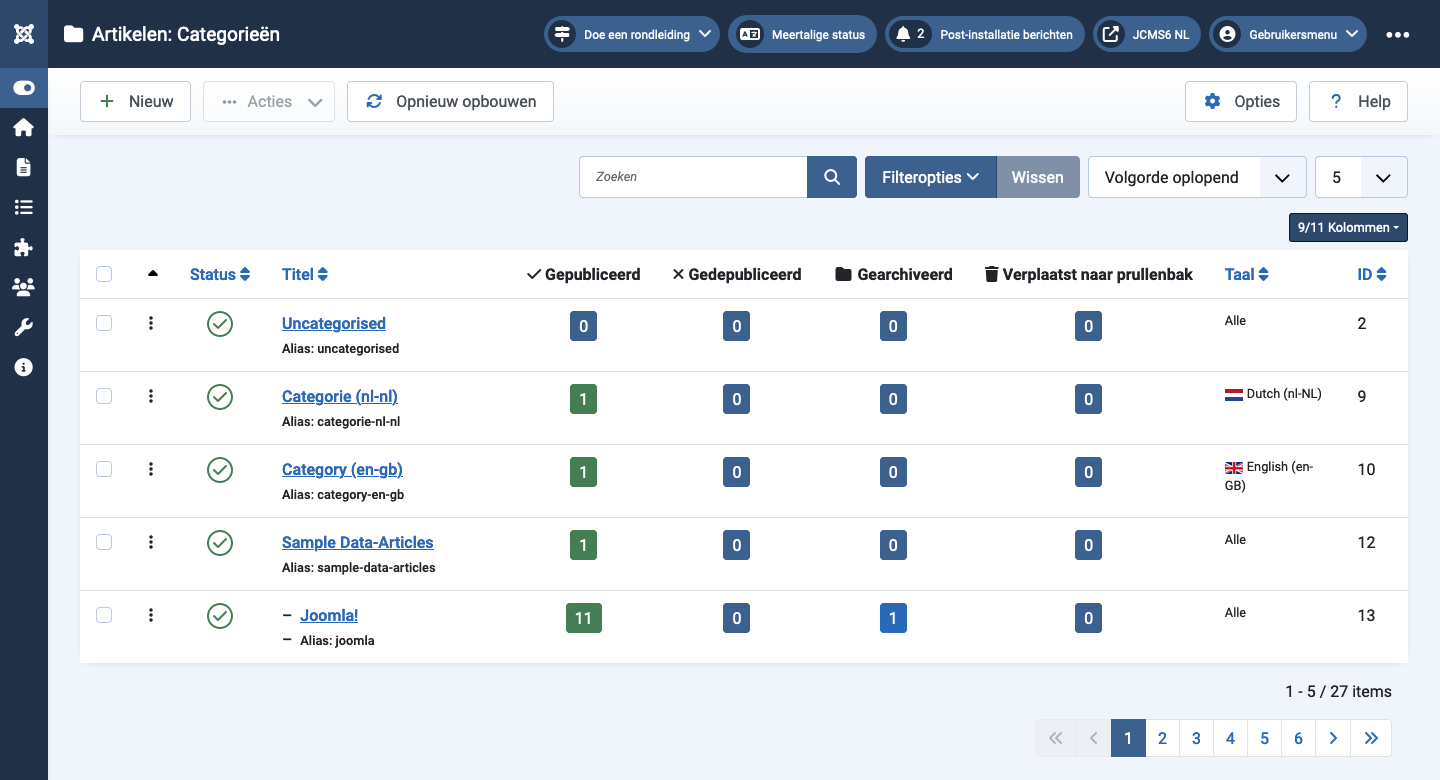 Artikelen: Categorieën
Doe een rondleiding
Meertalige status
2 Post-installatie berichten
JCMS6 NL
Gebruikersmenu
Nieuw
Acties
Opnieuw opbouwen
Opties
? Help
Zoeken
Filteropties
Wissen
Volgorde oplopend
5
9/11 Kolommen
Status Titel Gepubliceerd Gedepubliceerd Gearchiveerd Verplaatst naar prullenbak Taal ID
Uncategorised 0 0 0 0 Alle 2
Alias: uncategorised
Categorie (nl-nl) 1 0 0 0 Dutch (nl-NL) 9
Alias: categorie-nl-nl
Category (en-gb) 1 0 0 0 English (en-
GB) 10
Alias: category-en-gb
Sample Data-Articles 1 0 0 0 Alle 12
Alias: sample-data-articles
– Joomla! 11 0 1 0 Alle 13
– Alias: joomla
1 - 5 / 27 items
1 2 3 4 5 6